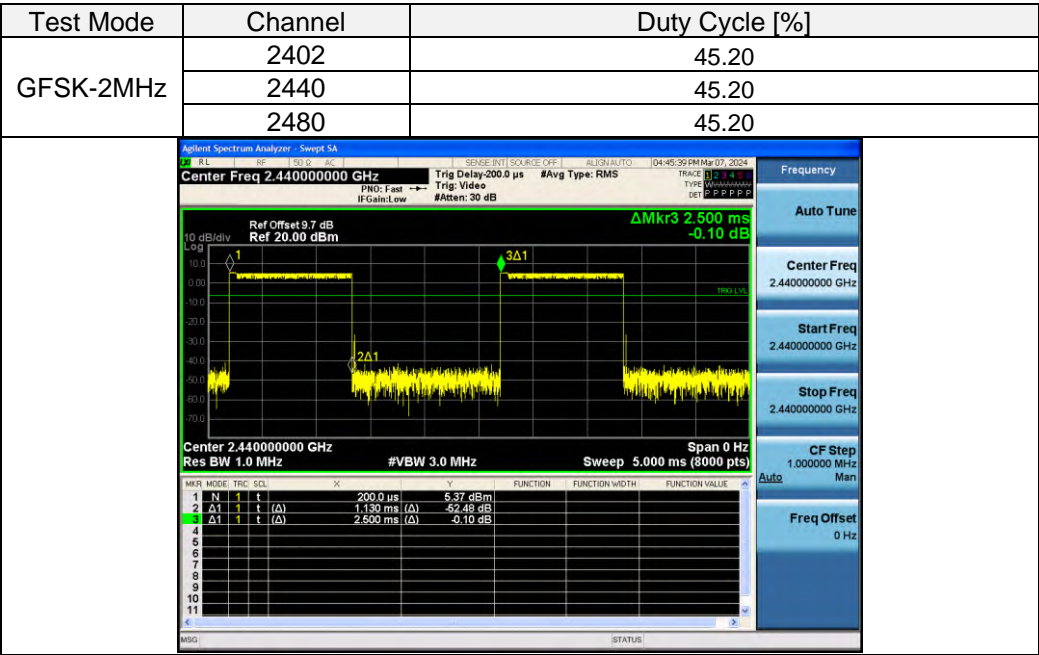 Test Mode Channel Duty Cycle [%]
GFSK-2MHz
2402 45.20
2440 45.20
2480 45.20
Agilent Spectrum Analyzer - Swept SA
RL RF 50 Ω AC SENSE:INT SOURCE OFF ALIGN AUTO 04:45:39 PM Mar 07, 2024
Center Freq 2.440000000 GHz
PNO: Fast
IFGain:Low
Trig Delay-200.0 µs #Avg Type: RMS
Trig: Video
#Atten: 30 dB
TRACE 1 2 3 4 5 6
TYPE
DET P P P P P P
Ref Offset 9.7 dB
10 dB/div Ref 20.00 dBm
Log
ΔMkr3 2.500 ms
-0.10 dB
10.0
0.00
-10.0
-20.0
-30.0
-40.0
-50.0
-60.0
-70.0
1
3Δ1
TRIG LVL
2Δ1
Center 2.440000000 GHz Span 0 Hz
Res BW 1.0 MHz #VBW 3.0 MHz Sweep 5.000 ms (8000 pts)
MKR MODE TRC SCL X Y FUNCTION FUNCTION WIDTH FUNCTION VALUE
1 N 1 t 200.0 µs 5.37 dBm
2 Δ1 1 t (Δ) 1.130 ms (Δ) -52.48 dB
3 Δ1 1 t (Δ) 2.500 ms (Δ) -0.10 dB
4
5
6
7
8
9
10
11
MSG STATUS
Frequency
Auto Tune
Center Freq
2.440000000 GHz
Start Freq
2.440000000 GHz
Stop Freq
2.440000000 GHz
CF Step
1.000000 MHz
Auto Man
Freq Offset
0 Hz